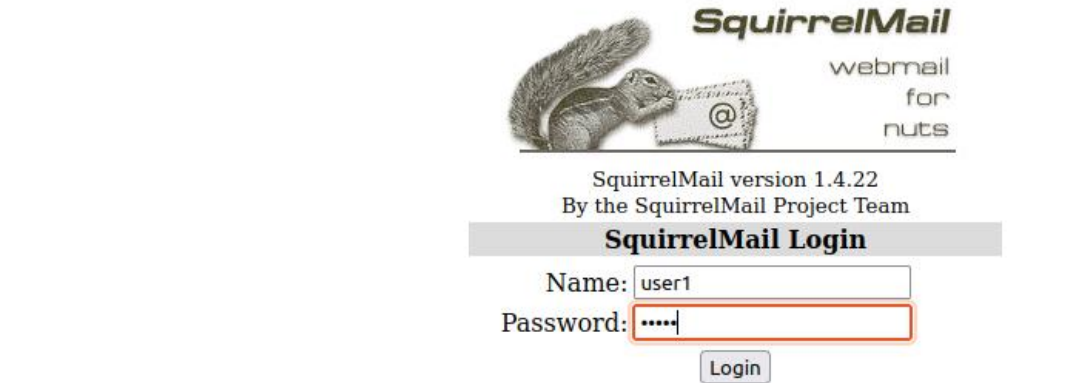 SquirrelMail
webmail
for
nuts
@
SquirrelMail version 1.4.22
By the SquirrelMail Project Team
SquirrelMail Login
Name: user1
Password: •••••
Login